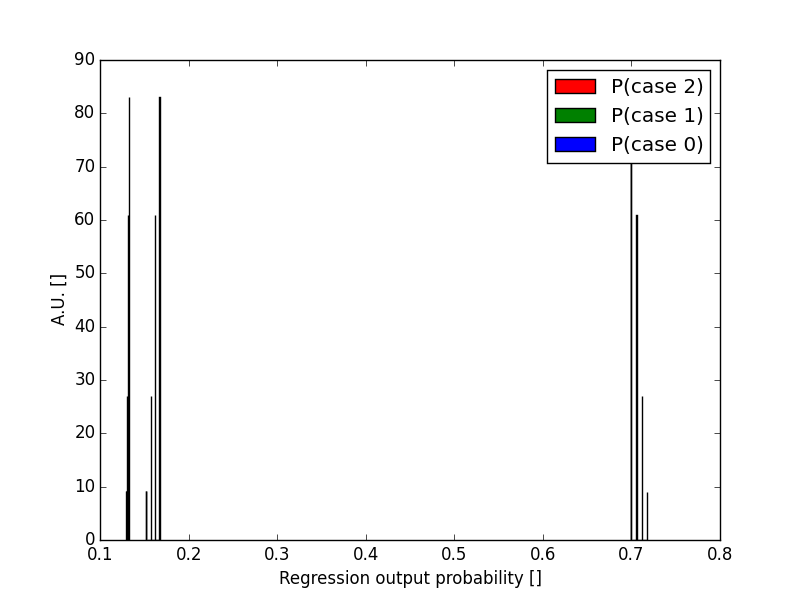 90
80
70
60
50
40
30
20
10
0
P(case 2)
P(case 1)
P(case 0)
A.U. []
0.1 0.2 0.3 0.4 0.5 0.6 0.7 0.8
Regression output probability []